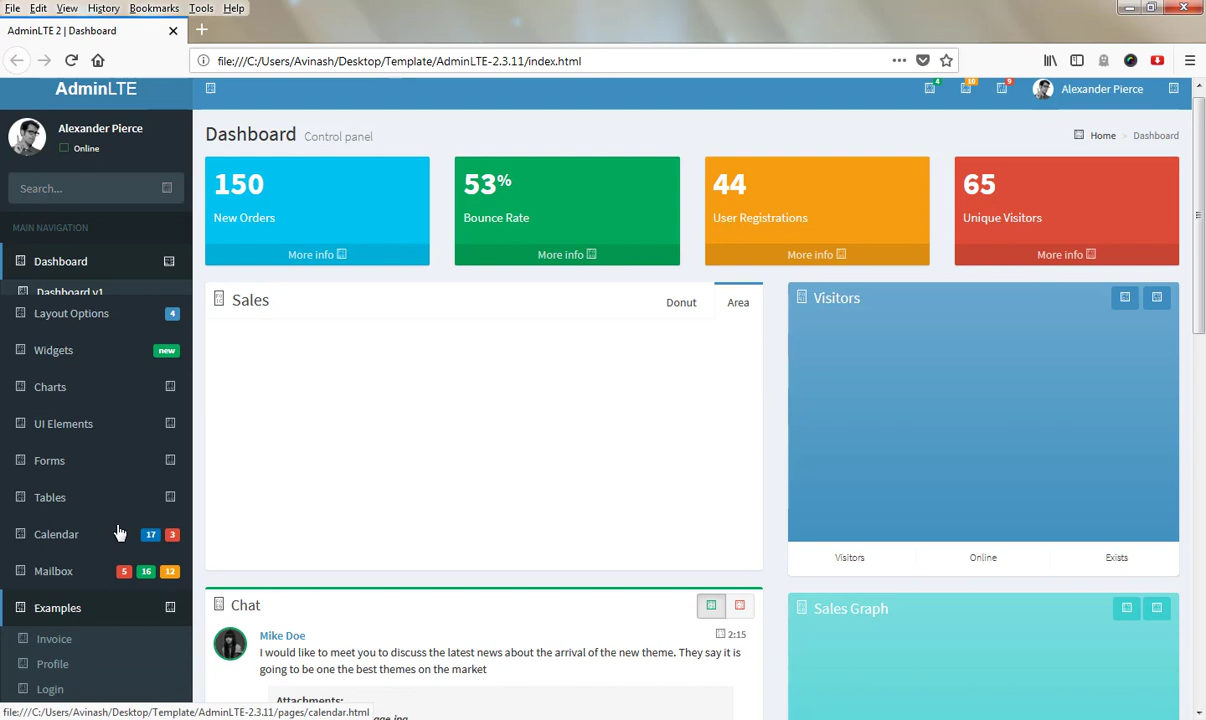 File Edit View History Bookmarks Tools Help
AdminLTE 2 | Dashboard
file:///C:/Users/Avinash/Desktop/Template/AdminLTE-2.3.11/index.html
AdminLTE
4 10 9 Alexander Pierce
Alexander Pierce
Online
Search...
MAIN NAVIGATION
Dashboard
Dashboard v1
Layout Options 4
Widgets new
Charts
UI Elements
Forms
Tables
Calendar 17 3
Mailbox 5 16 12
Examples
Invoice
Profile
Login
Dashboard Control panel
Home > Dashboard
150
New Orders
More info
53%
Bounce Rate
More info
44
User Registrations
More info
65
Unique Visitors
More info
Sales
Donut Area
Visitors
Visitors Online Exists
Chat
Mike Doe 2:15
I would like to meet you to discuss the latest news about the arrival of the new theme. They say it is
going to be one the best themes on the market
Attachments:
Sales Graph
file:///C:/Users/Avinash/Desktop/Template/AdminLTE-2.3.11/pages/calendar.html